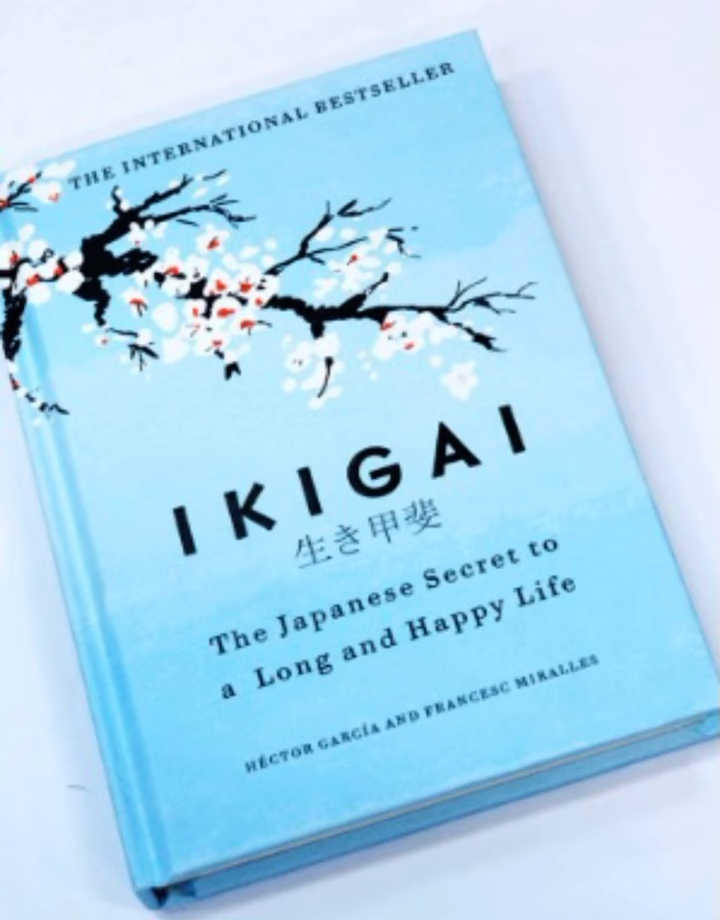 THE INTERNATIONAL BESTSELLER
IKIGAI
生き甲斐
The Japanese Secret to
a Long and Happy Life
HÉCTOR GARCÍA AND FRANCESC MIRALLES